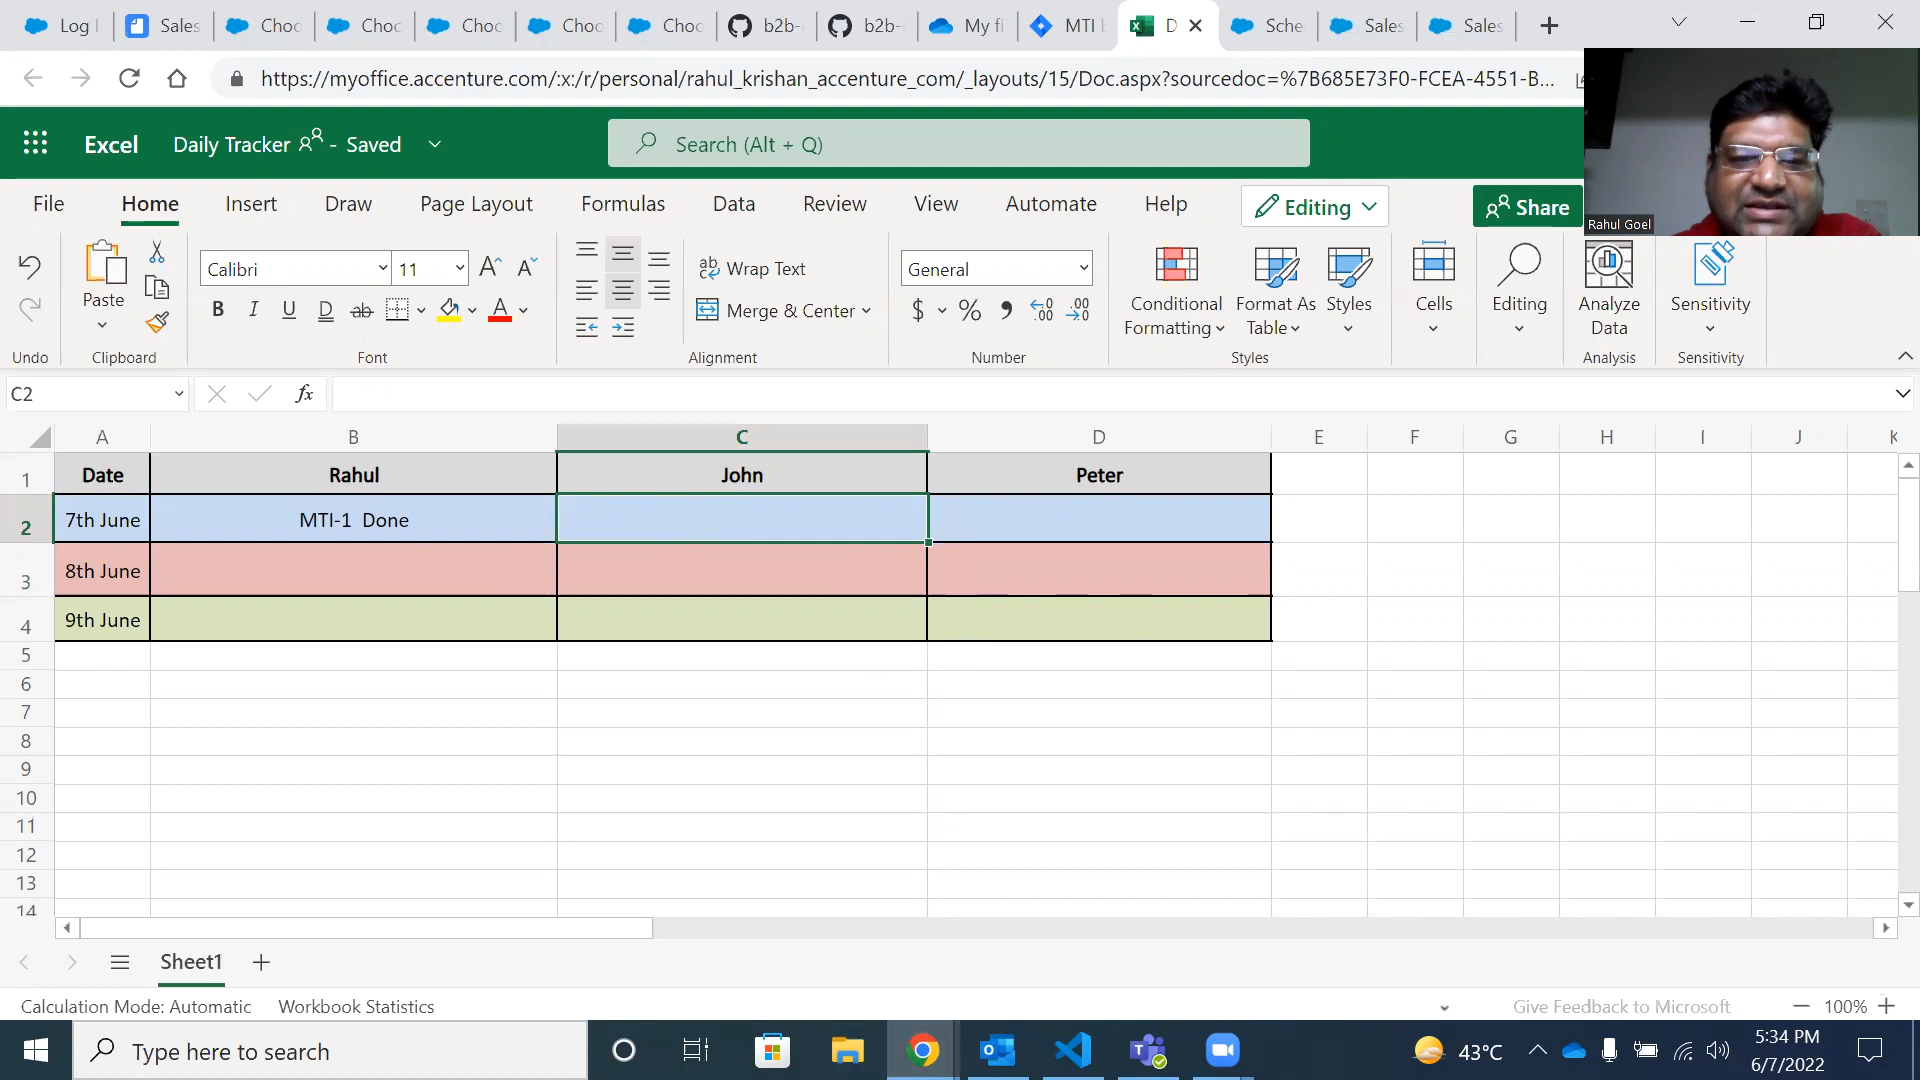 Log I
Sales
Choc
Choc
Choc
Choc
Choc
b2b-
b2b-
My fi
MTI b
D
Sche
Sales
Sales
https://myoffice.accenture.com/:x:/r/personal/rahul_krishan_accenture_com/_layouts/15/Doc.aspx?sourcedoc=%7B685E73F0-FCEA-4551-B...
Excel
Daily Tracker - Saved
Search (Alt + Q)
File
Home
Insert
Draw
Page Layout
Formulas
Data
Review
View
Automate
Help
Editing
Share
Rahul Goel
Paste
Calibri
11
Wrap Text
Merge & Center
General
Conditional Formatting
Format As Table
Styles
Cells
Editing
Analyze Data
Sensitivity
Undo
Clipboard
Font
Alignment
Number
Styles
Analysis
Sensitivity
C2
fx
A B C D E F G H I J K
1 Date Rahul John Peter
2 7th June MTI-1 Done
3 8th June
4 9th June
5
6
7
8
9
10
11
12
13
14
Sheet1
Calculation Mode: Automatic
Workbook Statistics
Give Feedback to Microsoft
100%
Type here to search
43°C
5:34 PM
6/7/2022